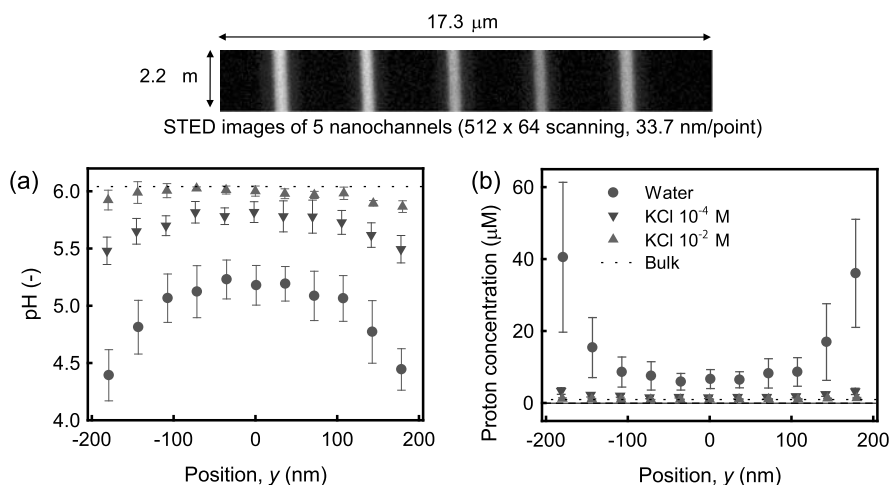 17.3 μm
2.2 m
STED images of 5 nanochannels (512 x 64 scanning, 33.7 nm/point)
(a)
pH (-)
6.0
5.5
5.0
4.5
4.0
-200 -100 0 100 200
Position, y (nm)
(b)
Proton concentration (μM)
60
40
20
0
Water
KCl 10⁻⁴ M
KCl 10⁻² M
Bulk
-200 -100 0 100 200
Position, y (nm)